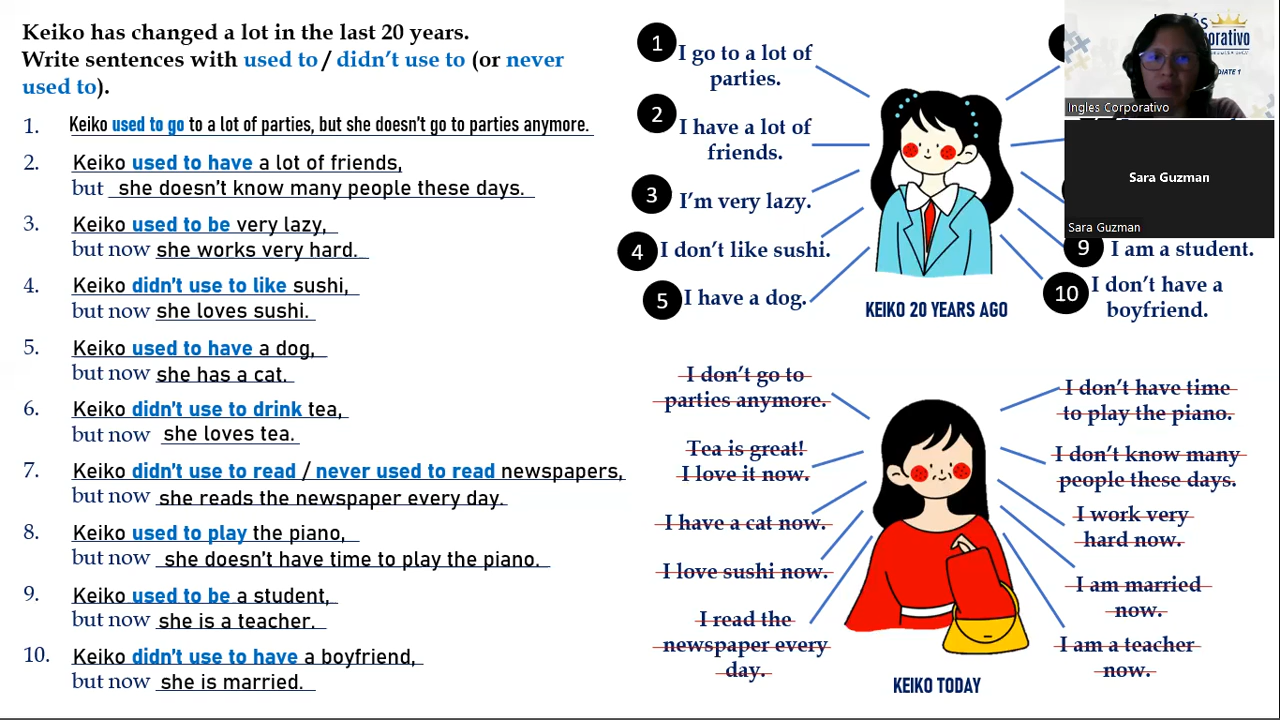 Keiko has changed a lot in the last 20 years.
Write sentences with used to / didn't use to (or never
used to).
1. Keiko used to go to a lot of parties, but she doesn't go to parties anymore.
2. Keiko used to have a lot of friends,
but she doesn't know many people these days.
3. Keiko used to be very lazy,
but now she works very hard.
4. Keiko didn't use to like sushi,
but now she loves sushi.
5. Keiko used to have a dog,
but now she has a cat.
6. Keiko didn't use to drink tea,
but now she loves tea.
7. Keiko didn't use to read / never used to read newspapers,
but now she reads the newspaper every day.
8. Keiko used to play the piano,
but now she doesn't have time to play the piano.
9. Keiko used to be a student,
but now she is a teacher.
10. Keiko didn't use to have a boyfriend,
but now she is married.
1 I go to a lot of
parties.
2 I have a lot of
friends.
3 I'm very lazy.
4 I don't like sushi.
5 I have a dog.
9 I am a student.
10 I don't have a
boyfriend.
KEIKO 20 YEARS AGO
I don't go to
parties anymore.
Tea is great!
I love it now.
I have a cat now.
I love sushi now.
I read the
newspaper every
day.
I don't have time
to play the piano.
I don't know many
people these days.
I work very
hard now.
I am married
now.
I am a teacher
now.
KEIKO TODAY
Ingles Corporativo
Sara Guzman
Sara Guzman